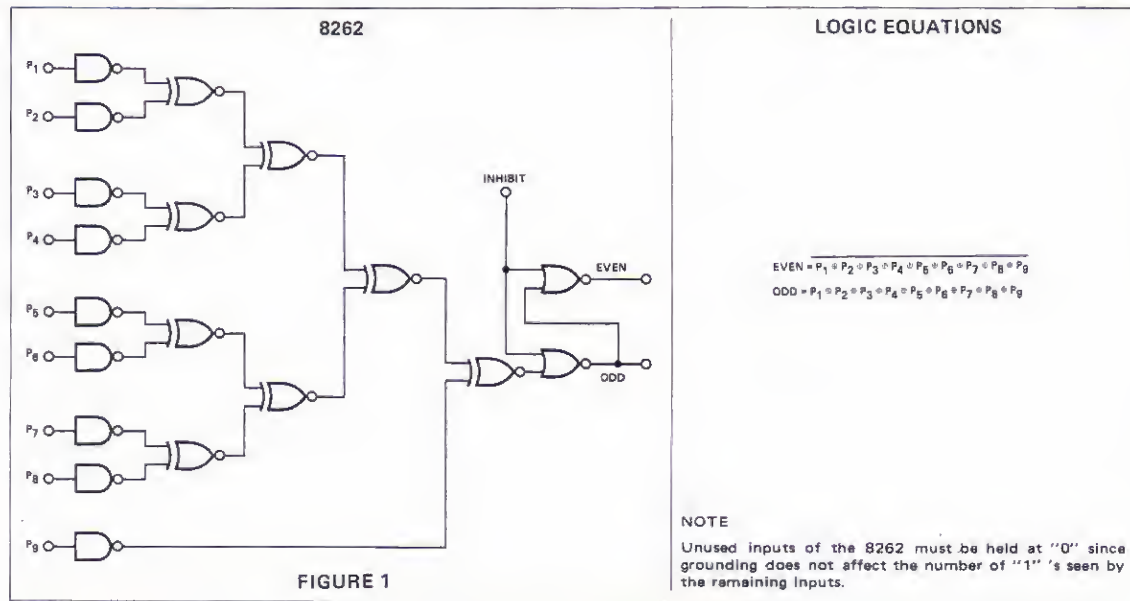 8262
P1
P2
P3
P4
P5
P6
P7
P8
P9
INHIBIT
EVEN
ODD
FIGURE 1
LOGIC EQUATIONS
EVEN = P1 ⊕ P2 ⊕ P3 ⊕ P4 ⊕ P5 ⊕ P6 ⊕ P7 ⊕ P8 ⊕ P9
ODD = P1 ⊕ P2 ⊕ P3 ⊕ P4 ⊕ P5 ⊕ P6 ⊕ P7 ⊕ P8 ⊕ P9
NOTE
Unused inputs of the 8262 must be held at "0" since
grounding does not affect the number of "1" 's seen by
the remaining inputs.